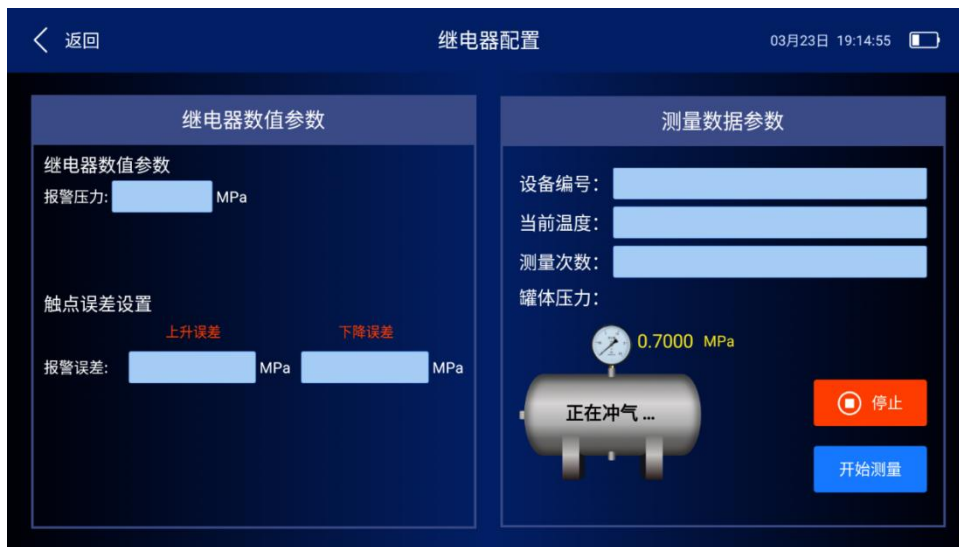 返回
继电器配置
03月23日 19:14:55
继电器数值参数
继电器数值参数
报警压力: MPa
触点误差设置
上升误差 下降误差
报警误差: MPa MPa
测量数据参数
设备编号：
当前温度：
测量次数：
罐体压力：
0.7000 MPa
正在冲气 ...
停止
开始测量